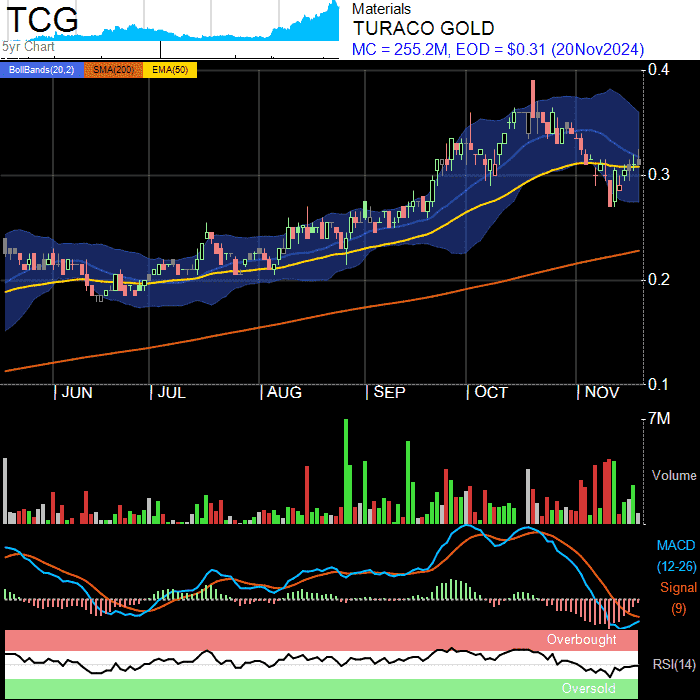 TCG
5yr Chart
Materials
TURACO GOLD
MC = 255.2M, EOD = $0.31 (20Nov2024)
BollBands(20,2) SMA(200) EMA(50)
0.4
0.3
0.2
0.1
JUN JUL AUG SEP OCT NOV
7M
Volume
MACD
(12-26)
Signal
(9)
Overbought
RSI(14)
Oversold